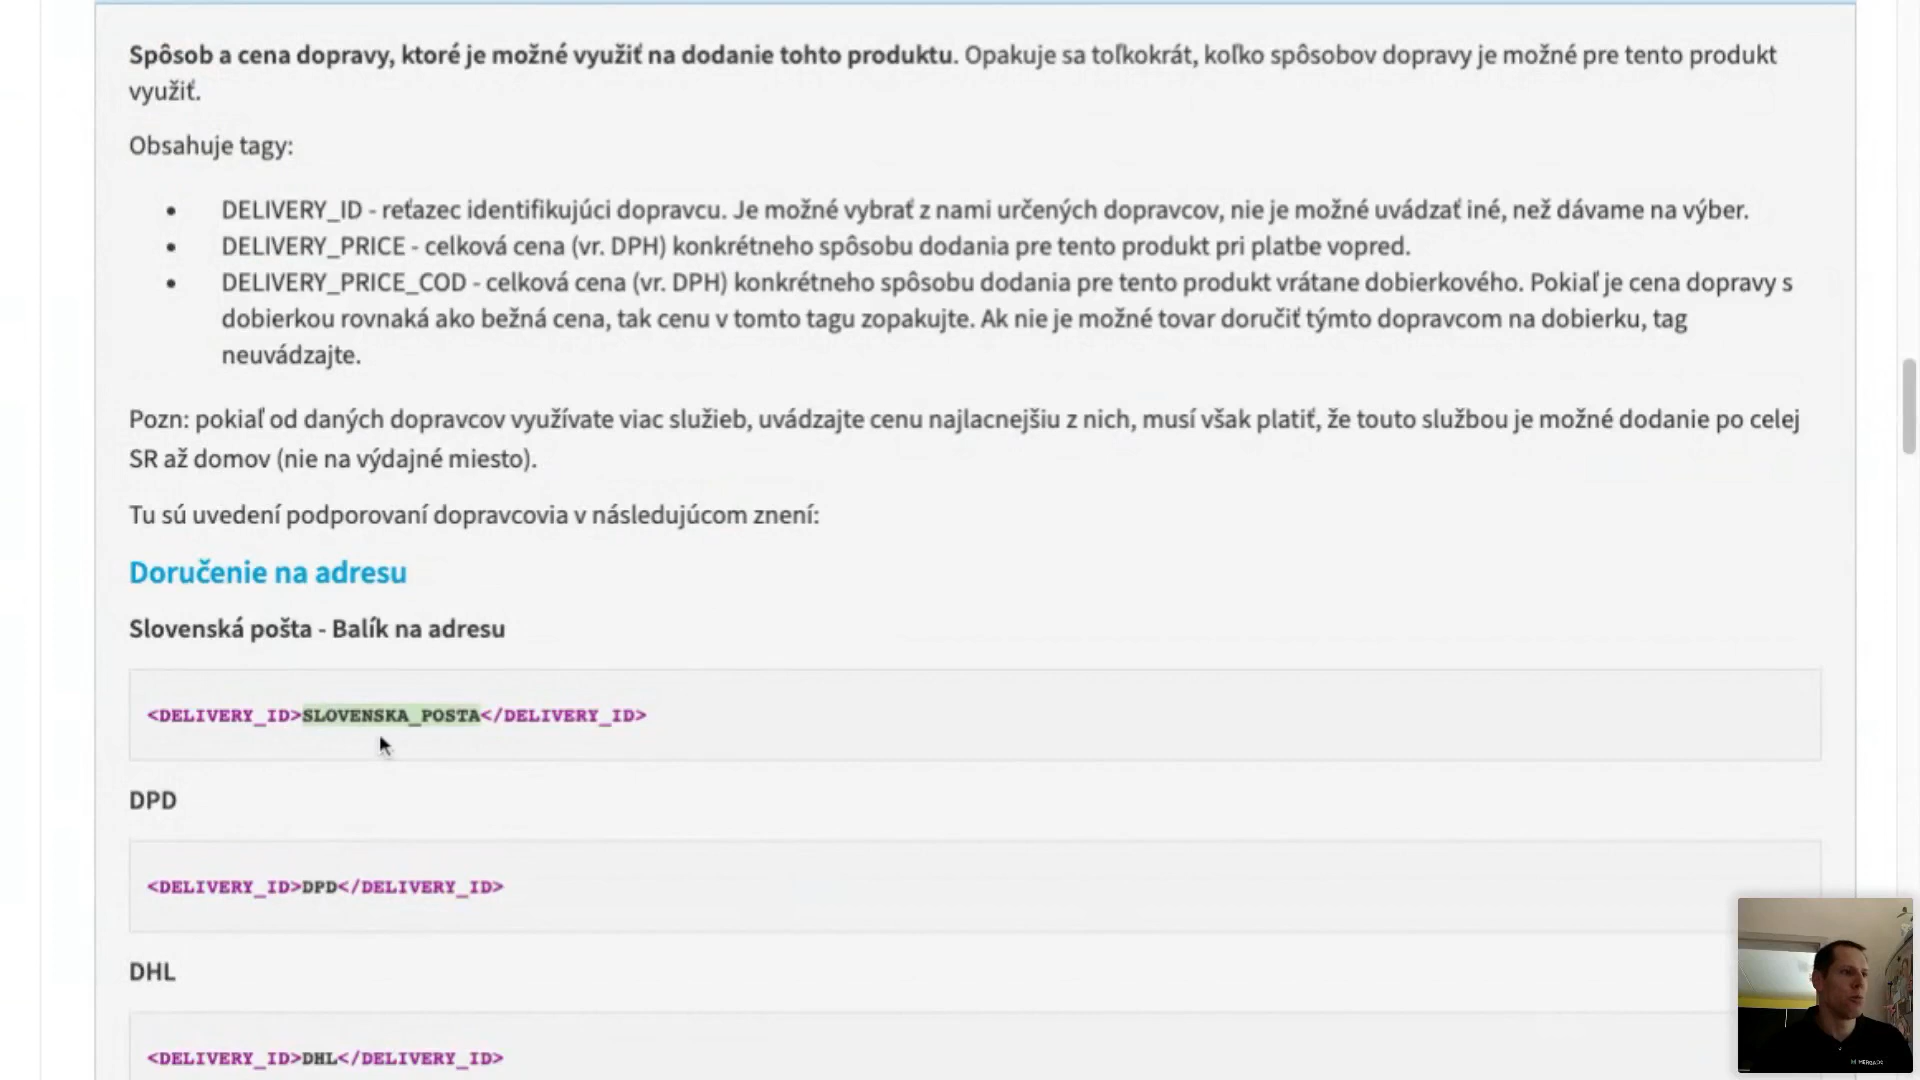 Spôsob a cena dopravy, ktoré je možné využiť na dodanie tohto produktu. Opakuje sa toľkokrát, koľko spôsobov dopravy je možné pre tento produkt
využiť.
Obsahuje tagy:
• DELIVERY_ID - reťazec identifikujúci dopravcu. Je možné vybrať z nami určených dopravcov, nie je možné uvádzať iné, než dávame na výber.
• DELIVERY_PRICE - celková cena (vr. DPH) konkrétneho spôsobu dodania pre tento produkt pri platbe vopred.
• DELIVERY_PRICE_COD - celková cena (vr. DPH) konkrétneho spôsobu dodania pre tento produkt vrátane dobierkového. Pokiaľ je cena dopravy s
dobierkou rovnaká ako bežná cena, tak cenu v tomto tagu zopakujte. Ak nie je možné tovar doručiť týmto dopravcom na dobierku, tag
neuvádzajte.
Pozn: pokiaľ od daných dopravcov využívate viac služieb, uvádzajte cenu najlacnejšiu z nich, musí však platiť, že touto službou je možné dodanie po celej
SR až domov (nie na výdajné miesto).
Tu sú uvedení podporovaní dopravcovia v následujúcom znení:
Doručenie na adresu
Slovenská pošta - Balík na adresu
<DELIVERY_ID>SLOVENSKA_POSTA</DELIVERY_ID>
DPD
<DELIVERY_ID>DPD</DELIVERY_ID>
DHL
<DELIVERY_ID>DHL</DELIVERY_ID>
MERGADO